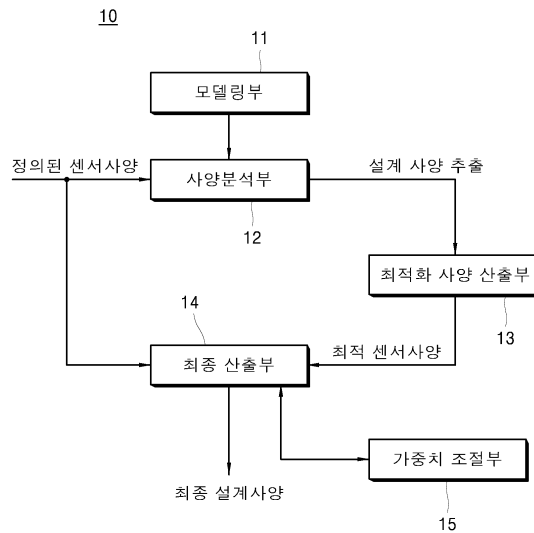 10
11
모델링부
정의된 센서사양
사양분석부
설계 사양 추출
12
최적화 사양 산출부
13
14
최종 산출부
최적 센서사양
가중치 조절부
최종 설계사양
15